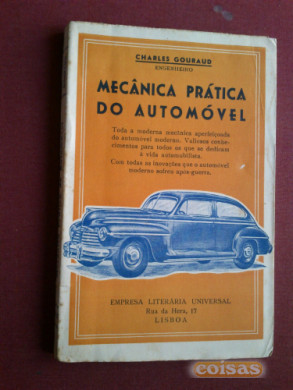 CHARLES GOURAUD
ENGENHEIRO
MECÂNICA PRÁTICA
DO AUTOMÓVEL
Toda a moderna mecânica aperfeiçoada
do automóvel moderno. Valiosos conhe-
cimentos para todos os que se dedicam
à vida automobilista.
Com todas as inovações que o automóvel
moderno sofreu após-guerra.
EMPRESA LITERÁRIA UNIVERSAL
Rua da Hera, 15
LISBOA
coisas